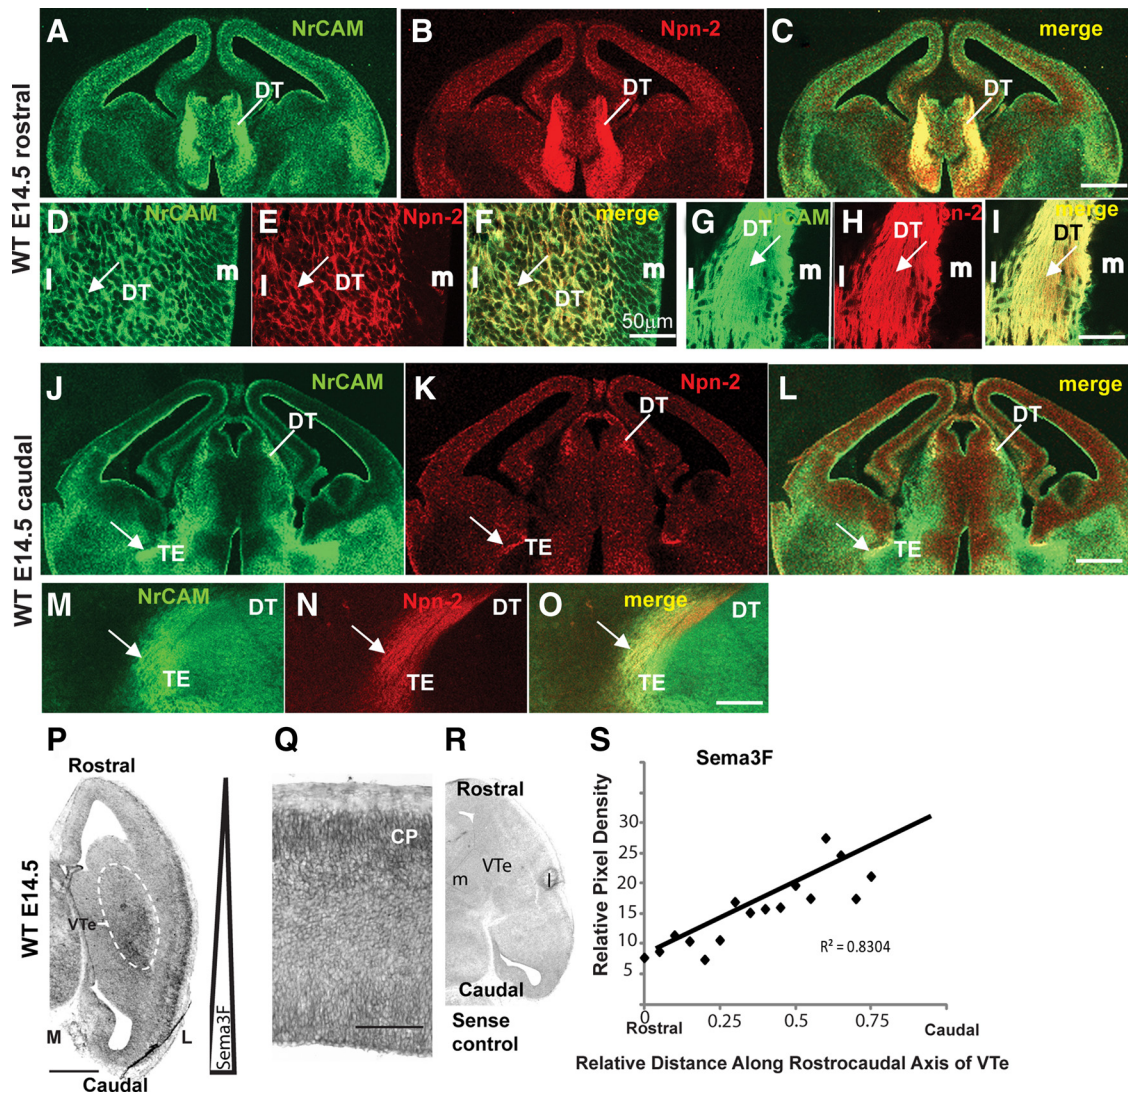 WT E14.5 rostral
A NrCAM DT
B Npn-2 DT
C merge DT
D NrCAM l DT m
E Npn-2 l DT m
F merge l DT m 50μm
G DT l m
H DT l m
I merge DT l m
WT E14.5 caudal
J NrCAM DT TE
K Npn-2 DT TE
L merge DT TE
M NrCAM DT TE
N Npn-2 DT TE
O merge DT TE
WT E14.5
P
Rostral
VTe
M L
Caudal
Sema3F
Q
CP
R
Rostral
VTe
m l
Caudal
Sense
control
S
Sema3F
Relative Pixel Density
30
25
20
15
10
5
R² = 0.8304
0 0.25 0.5 0.75
Rostral Caudal
Relative Distance Along Rostrocaudal Axis of VTe